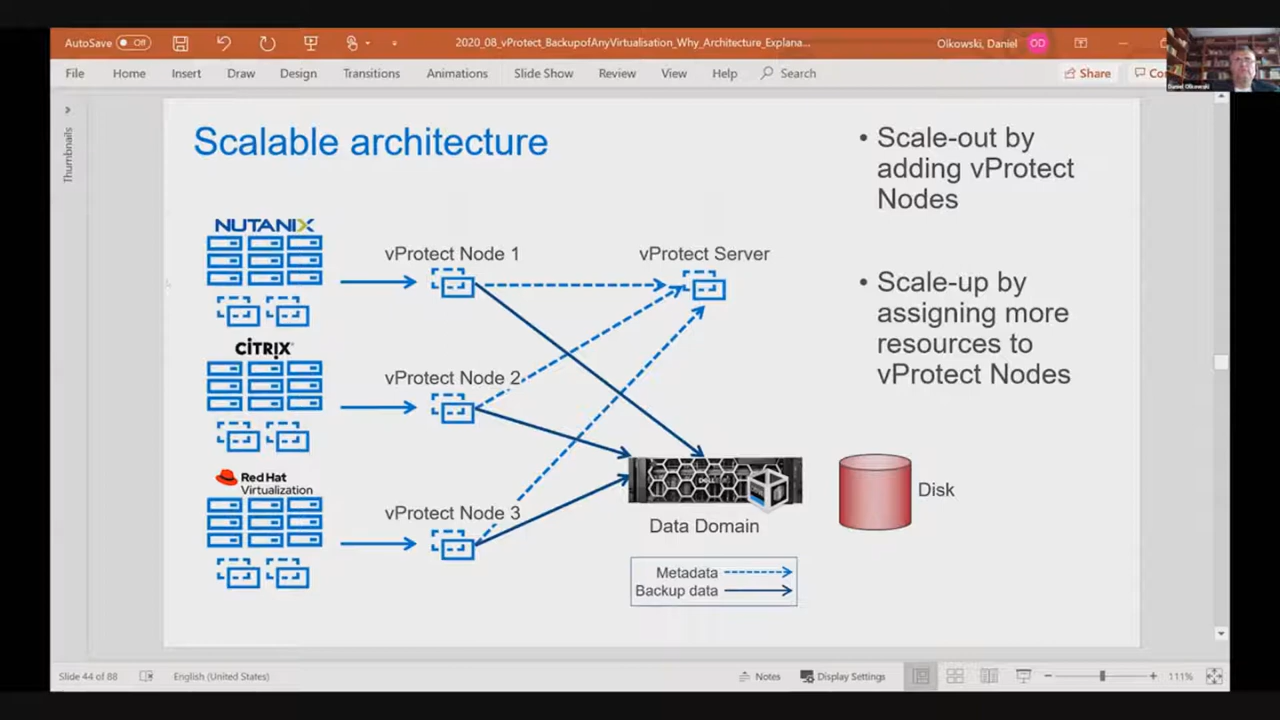 AutoSave Off
2020_08_vProtect_BackupofAnyVirtualisation_Why_Architecture_Explana...
Olkowski, Daniel OD
File Home Insert Draw Design Transitions Animations Slide Show Review View Help Search Share
Daniel Olkowski
Thumbnails
Scalable architecture
• Scale-out by
adding vProtect
Nodes
• Scale-up by
assigning more
resources to
vProtect Nodes
NUTANIX
vProtect Node 1
vProtect Server
CITRIX
vProtect Node 2
Red Hat
Virtualization
vProtect Node 3
Data Domain
Disk
Metadata
Backup data
Slide 44 of 88 English (United States) Notes Display Settings 111%